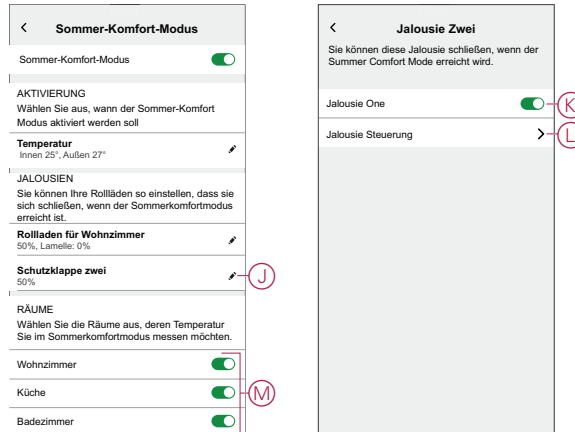 Sommer-Komfort-Modus
Sommer-Komfort-Modus
AKTIVIERUNG
Wählen Sie aus, wann der Sommer-Komfort
Modus aktiviert werden soll
Temperatur
Innen 25°, Außen 27°
JALOUSIEN
Sie können Ihre Rollläden so einstellen, dass sie
sich schließen, wenn der Sommerkomfortmodus
erreicht ist.
Rollladen für Wohnzimmer
50%, Lamelle: 0%
Schutzklappe zwei
50%
J
RÄUME
Wählen Sie die Räume aus, deren Temperatur
Sie im Sommerkomfortmodus messen möchten.
Wohnzimmer
Küche
M
Badezimmer
Jalousie Zwei
Sie können diese Jalousie schließen, wenn der
Summer Comfort Mode erreicht wird.
Jalousie One
K
Jalousie Steuerung
L